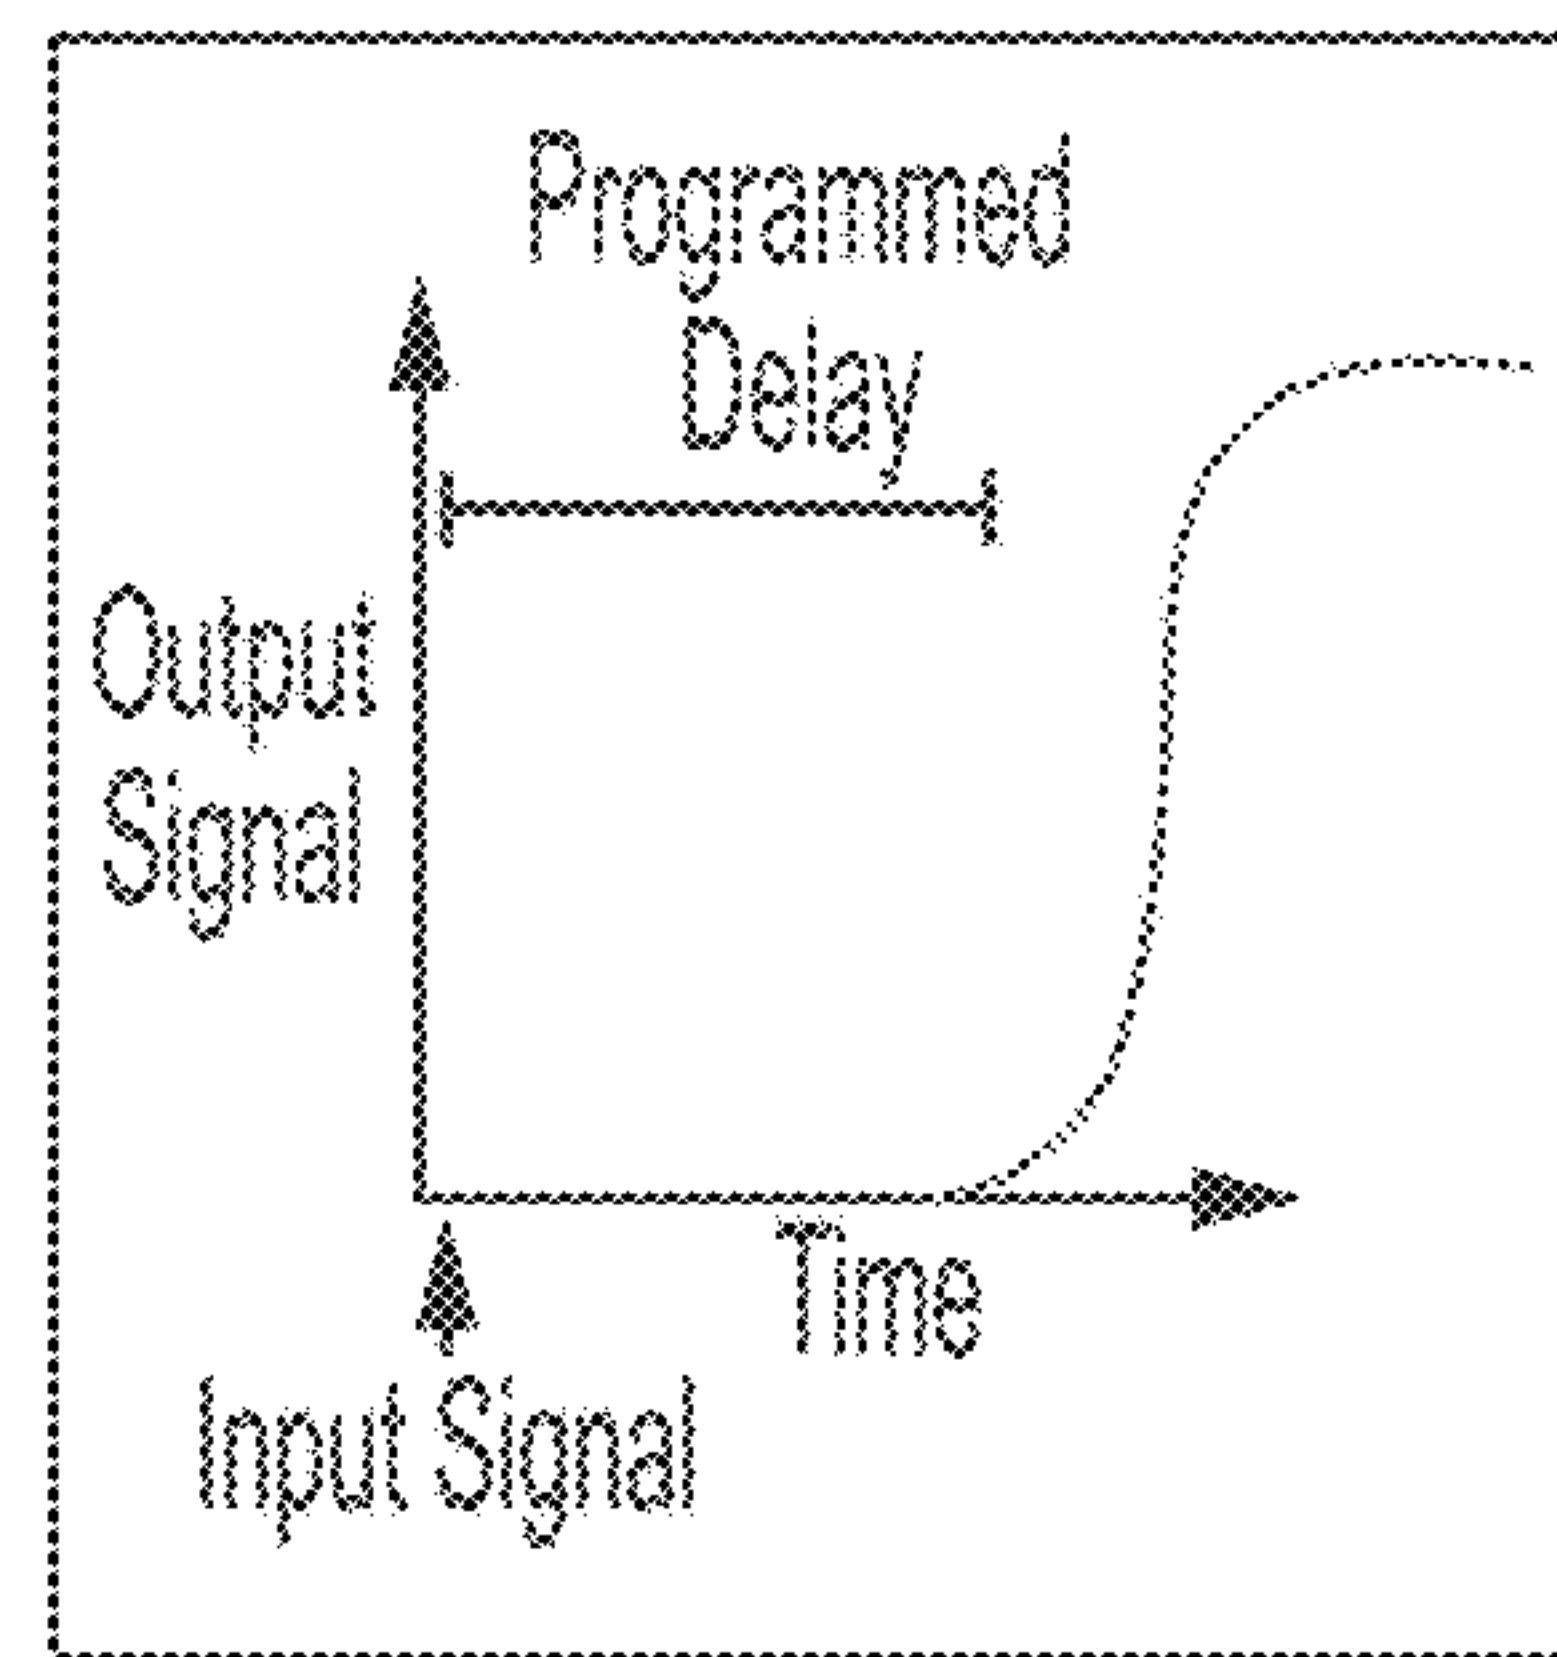 Programmed
Delay
Output
Signal
Time
Input Signal